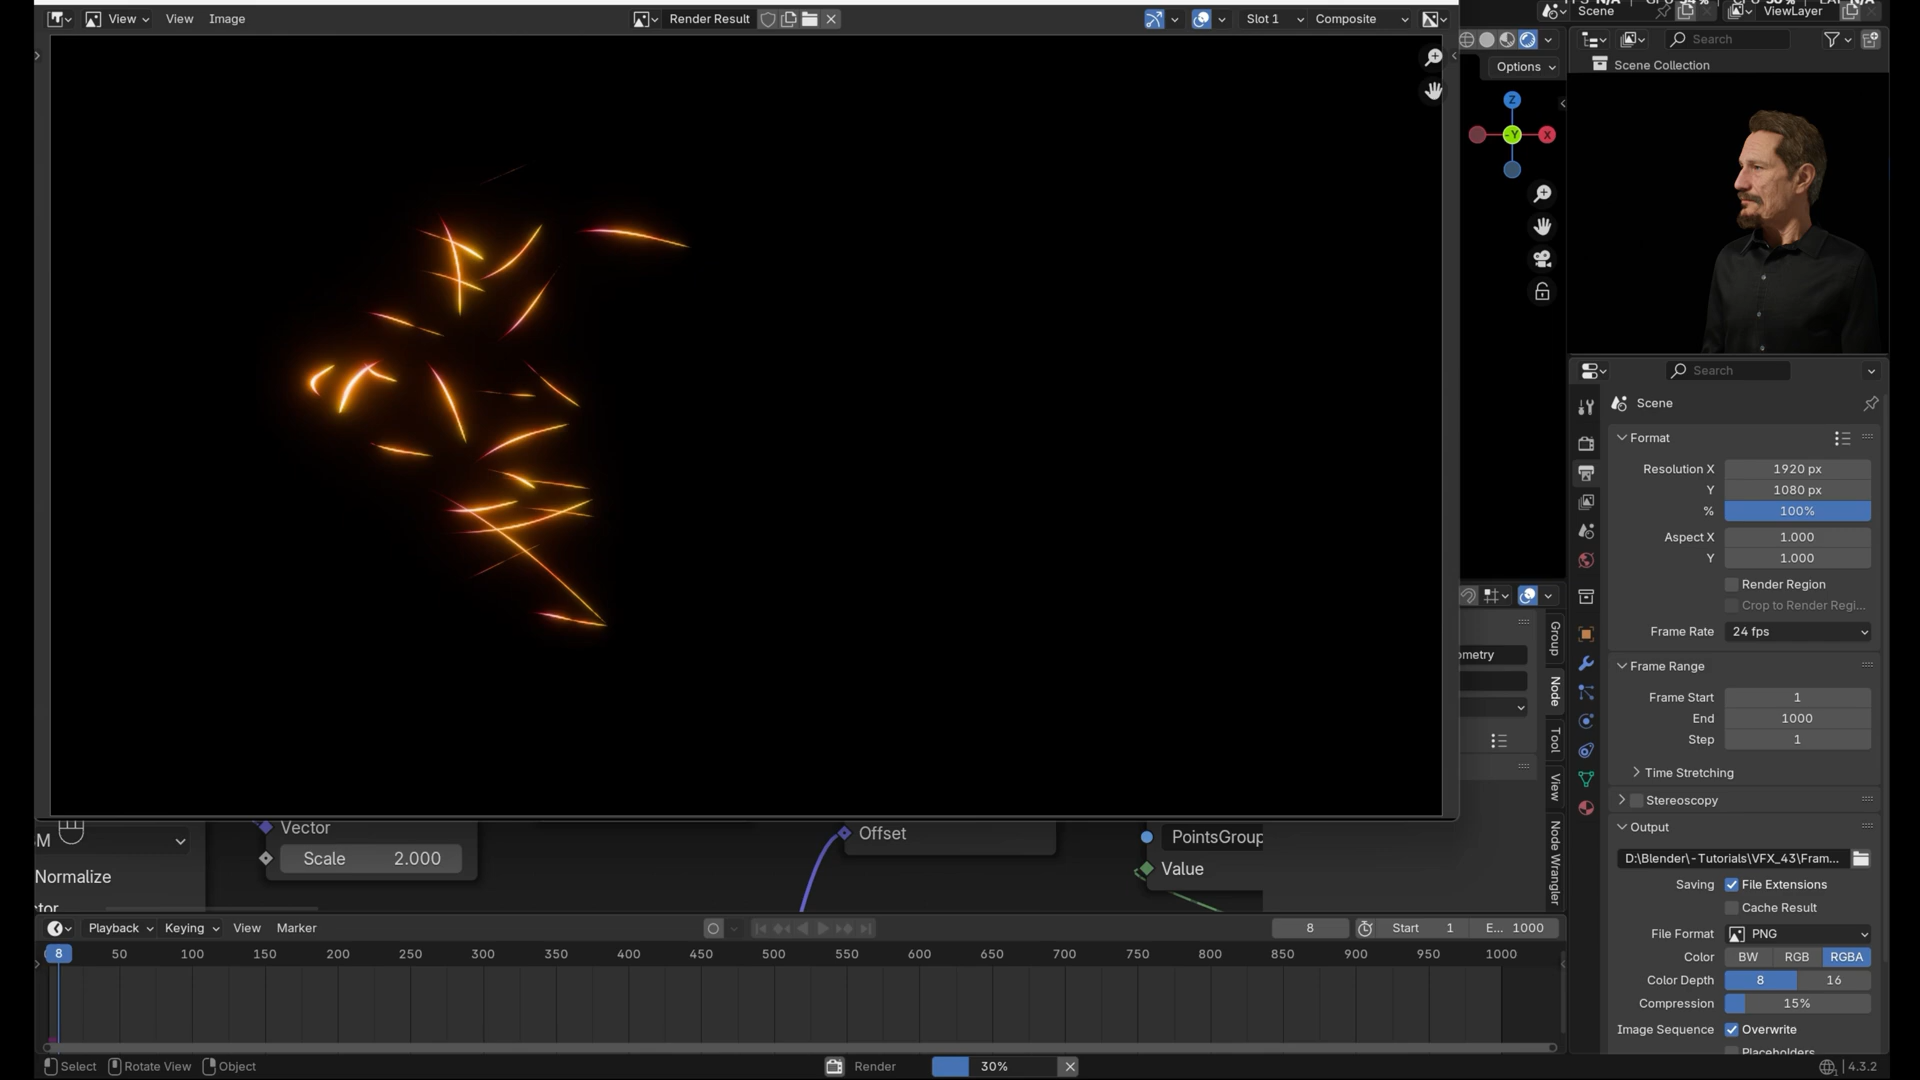 View
View
Image
Render Result
Slot 1
Composite
Scene
ViewLayer
Search
Options
Scene Collection
Z
-Y
X
Search
Scene
Format
Resolution X 1920 px
Y 1080 px
% 100%
Aspect X 1.000
Y 1.000
Render Region
Crop to Render Regi...
Frame Rate 24 fps
Frame Range
Frame Start 1
End 1000
Step 1
Time Stretching
Stereoscopy
Output
D:\Blender\-Tutorials\VFX_43\Fram...
Saving File Extensions
Cache Result
File Format PNG
Color BW RGB RGBA
Color Depth 8 16
Compression 15%
Image Sequence Overwrite
Placeholders
Group
Node
Tool
View
Node Wrangler
ometry
M
Normalize
Vector
Scale 2.000
Offset
PointsGroup
Value
Playback
Keying
View
Marker
8
Start 1
E... 1000
8 50 100 150 200 250 300 350 400 450 500 550 600 650 700 750 800 850 900 950 1000
Select
Rotate View
Object
Render 30%
4.3.2